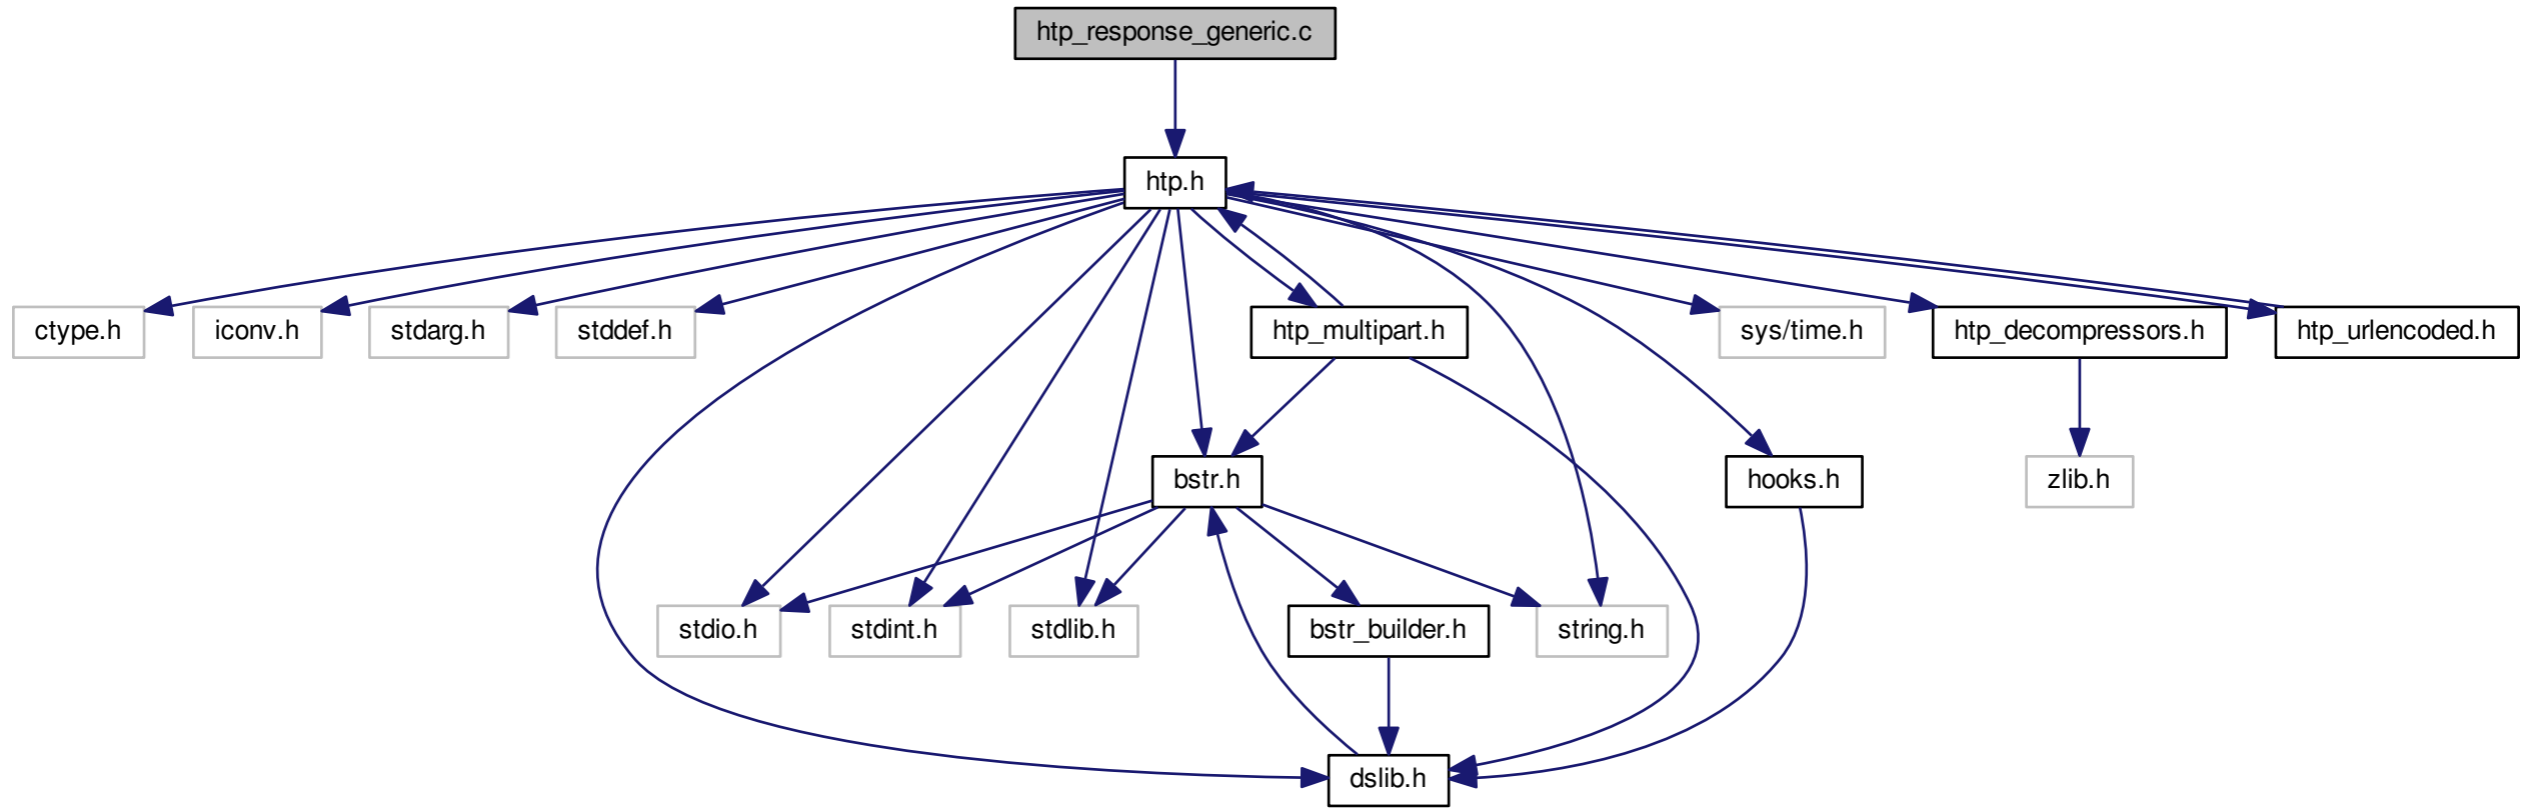 htp_response_generic.c
htp.h
ctype.h
iconv.h
stdarg.h
stddef.h
htp_multipart.h
sys/time.h
htp_decompressors.h
htp_urlencoded.h
bstr.h
hooks.h
zlib.h
stdio.h
stdint.h
stdlib.h
bstr_builder.h
string.h
dslib.h